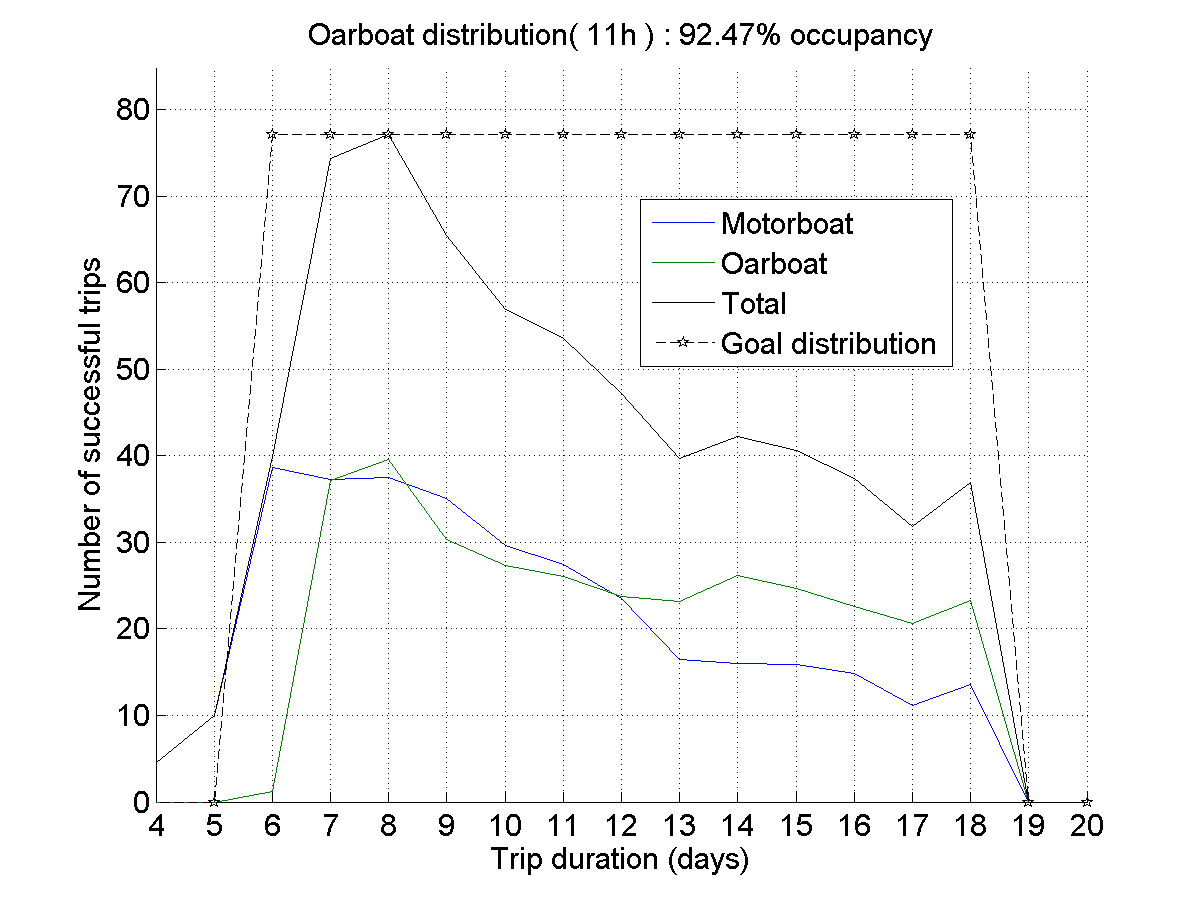 Oarboat distribution( 11h ) : 92.47% occupancy
80
70
60
50
40
30
20
10
0
Number of successful trips
Motorboat
Oarboat
Total
Goal distribution
4 5 6 7 8 9 10 11 12 13 14 15 16 17 18 19 20
Trip duration (days)